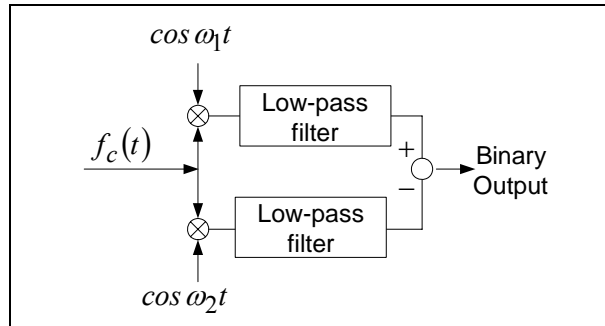 cos ω₁t
Low-pass
filter
f_c(t)
+
−
Binary
Output
Low-pass
filter
cos ω₂t